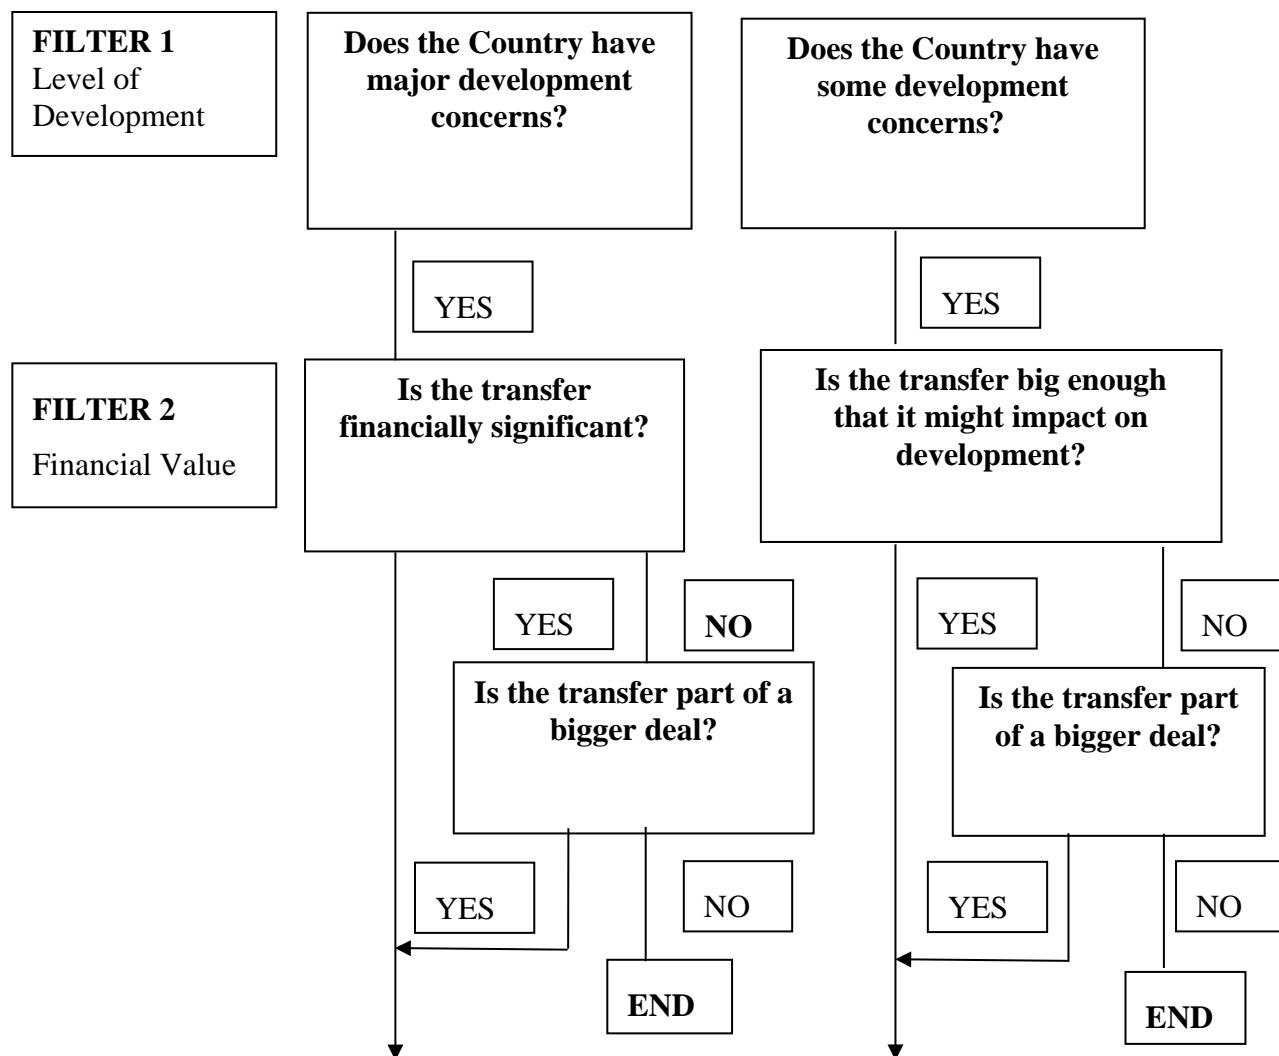 FILTER 1
Level of
Development
Does the Country have
major development
concerns?
Does the Country have
some development
concerns?
YES
YES
FILTER 2
Financial Value
Is the transfer
financially significant?
Is the transfer big enough
that it might impact on
development?
YES
NO
YES
NO
Is the transfer part of a
bigger deal?
Is the transfer part
of a bigger deal?
YES
NO
YES
NO
END
END